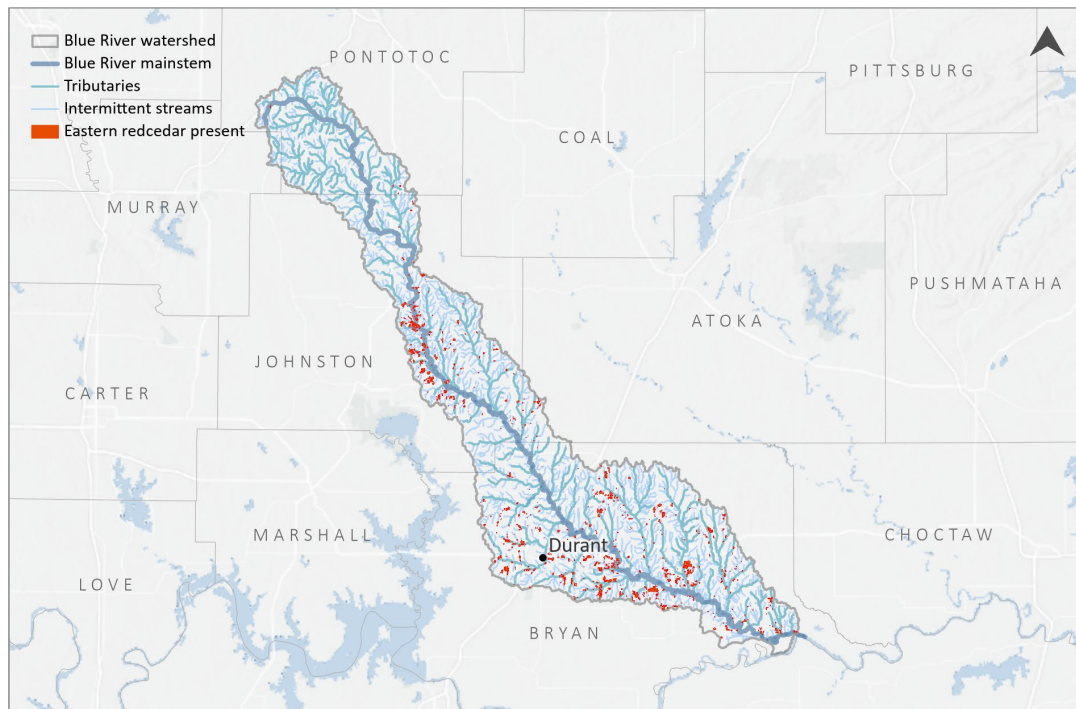 Blue River watershed
Blue River mainstem
Tributaries
Intermittent streams
Eastern redcedar present
PONTOTOC
PITTSBURG
COAL
MURRAY
PUSHMATAHA
ATOKA
JOHNSTON
CARTER
MARSHALL
CHOCTAW
Durant
LOVE
BRYAN